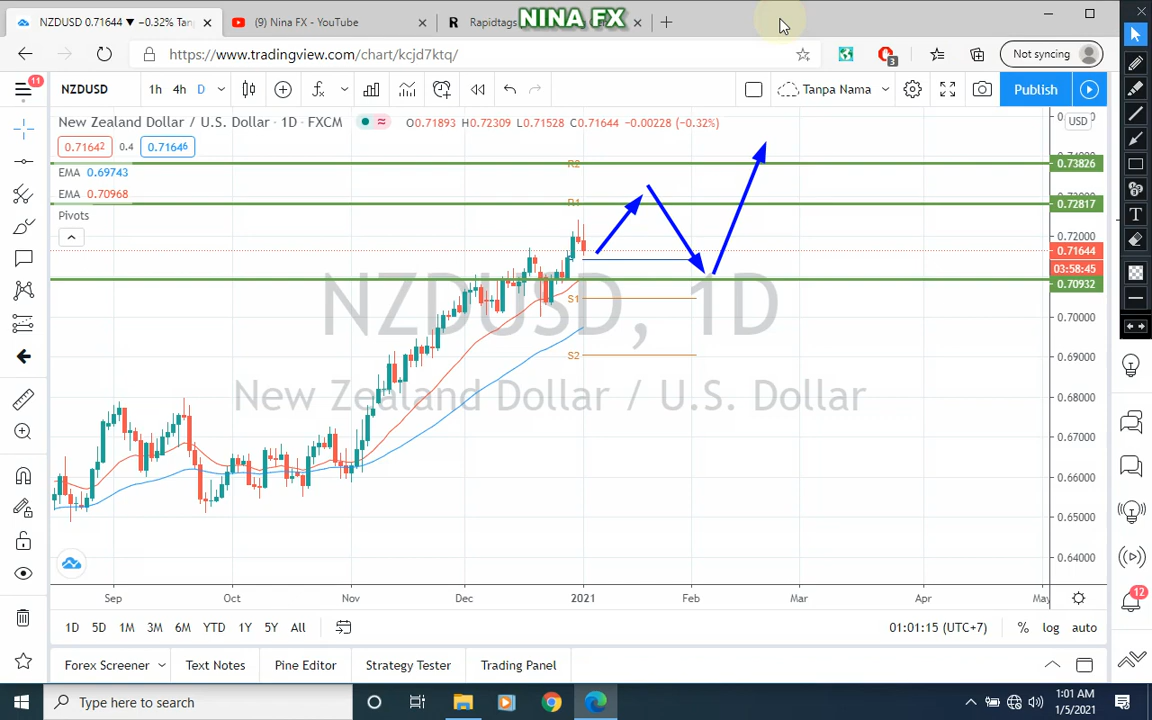 NZDUSD 0.71644 ▼ −0.32% Tan
(9) Nina FX - YouTube
Rapidtags
NINA FX
https://www.tradingview.com/chart/kcjd7ktq/
3
Not syncing
11
NZDUSD
1h 4h D
Tanpa Nama
Publish
New Zealand Dollar / U.S. Dollar · 1D · FXCM
O0.71893 H0.72309 L0.71528 C0.71644 −0.00228 (−0.32%)
USD
0.71642 0.4 0.71646
EMA 0.69743
EMA 0.70968
Pivots
R2
0.73826
R1
0.72817
0.72000
0.71644
03:58:45
0.70932
S1
0.70000
S2
0.69000
0.68000
0.67000
0.66000
0.65000
0.64000
NZDUSD, 1D
New Zealand Dollar / U.S. Dollar
Sep Oct Nov Dec 2021 Feb Mar Apr May
1D 5D 1M 3M 6M YTD 1Y 5Y All
01:01:15 (UTC+7) % log auto
12
Forex Screener Text Notes Pine Editor Strategy Tester Trading Panel
Type here to search
1:01 AM
1/5/2021